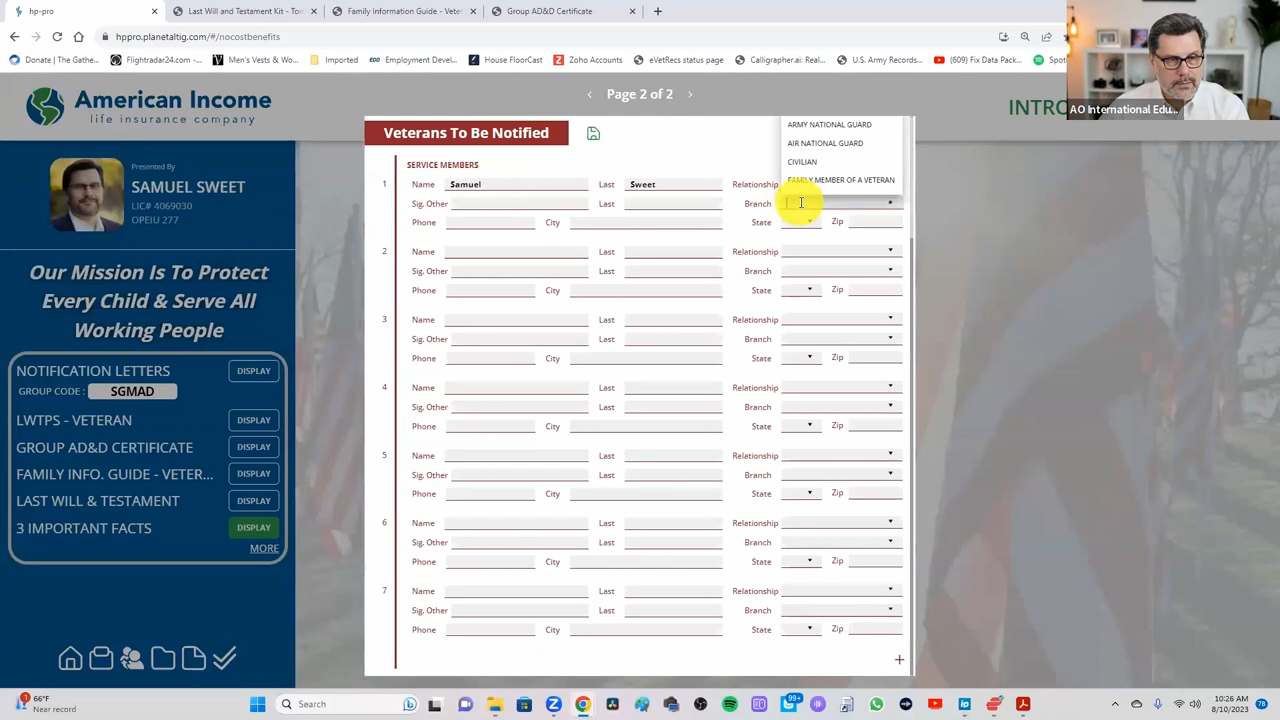 hp-pro
Last Will and Testament Kit - Tor
Family Information Guide - Veter
Group AD&D Certificate
hppro.planetaltig.com/#/nocostbenefits
Donate | The Gathe...
Flightradar24.com -...
Men's Vests & Wo...
Imported
EDD Employment Devel...
House FloorCast
Zoho Accounts
eVetRecs status page
Calligrapher.ai: Real...
U.S. Army Records,...
(609) Fix Data Pack...
Spot
AO International Edu...
American Income
life insurance company
Page 2 of 2
INTRO
Presented By
SAMUEL SWEET
LIC# 4069030
OPEIU 277
Our Mission Is To Protect
Every Child & Serve All
Working People
NOTIFICATION LETTERS DISPLAY
GROUP CODE : SGMAD
LWTPS - VETERAN DISPLAY
GROUP AD&D CERTIFICATE DISPLAY
FAMILY INFO. GUIDE - VETER... DISPLAY
LAST WILL & TESTAMENT DISPLAY
3 IMPORTANT FACTS DISPLAY
MORE
Veterans To Be Notified
ARMY NATIONAL GUARD
AIR NATIONAL GUARD
CIVILIAN
FAMILY MEMBER OF A VETERAN
SERVICE MEMBERS
1 Name Samuel Last Sweet Relationship
Sig. Other Last Branch
Phone City State Zip
2 Name Last Relationship
Sig. Other Last Branch
Phone City State Zip
3 Name Last Relationship
Sig. Other Last Branch
Phone City State Zip
4 Name Last Relationship
Sig. Other Last Branch
Phone City State Zip
5 Name Last Relationship
Sig. Other Last Branch
Phone City State Zip
6 Name Last Relationship
Sig. Other Last Branch
Phone City State Zip
7 Name Last Relationship
Sig. Other Last Branch
Phone City State Zip
66°F
Near record
Search
99+
10:26 AM
8/10/2023
78